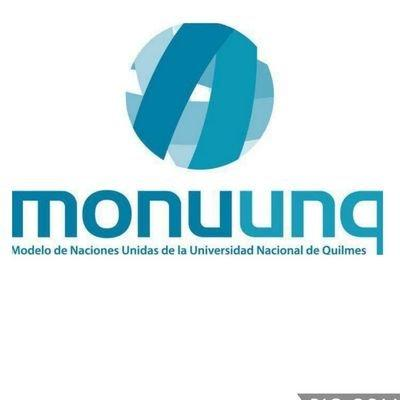 monuunq
Modelo de Naciones Unidas de la Universidad Nacional de Quilmes